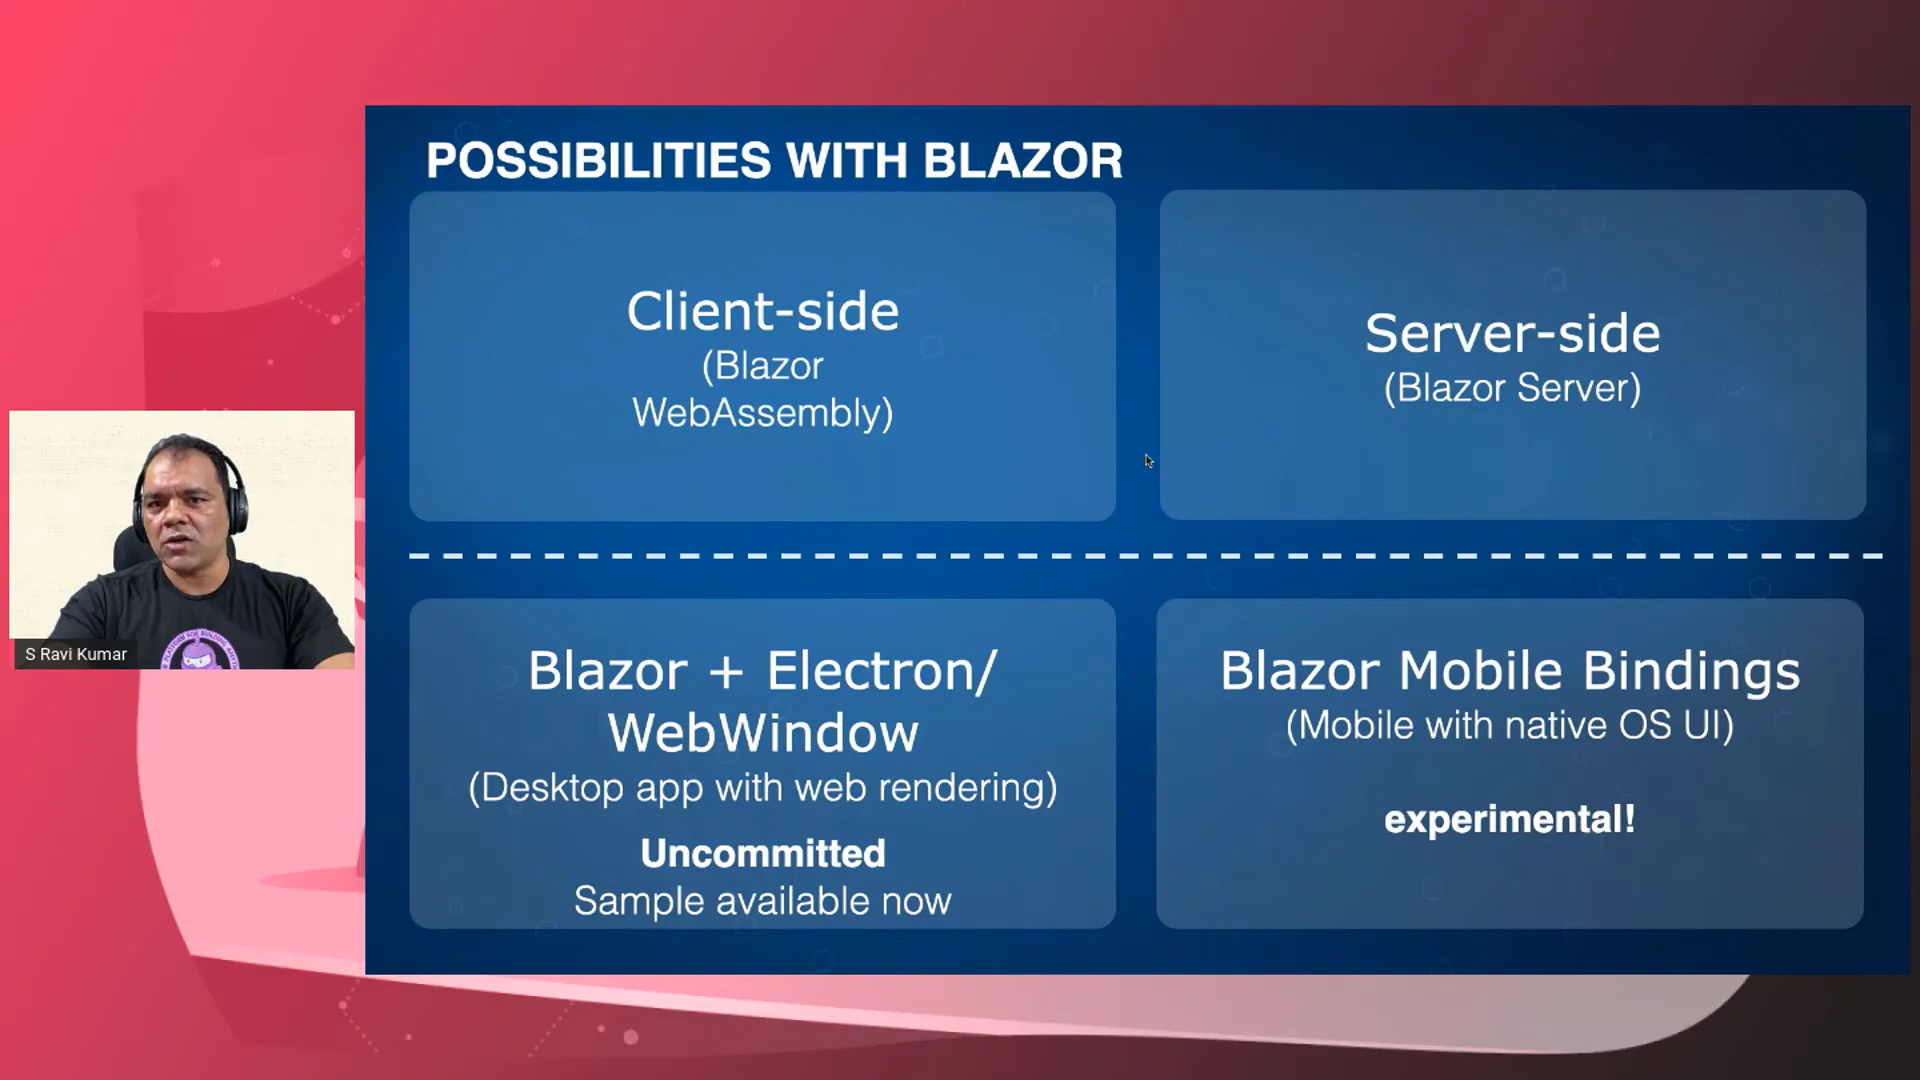 POSSIBILITIES WITH BLAZOR
Client-side
(Blazor
WebAssembly)
Server-side
(Blazor Server)
Blazor + Electron/
WebWindow
(Desktop app with web rendering)
Uncommitted
Sample available now
Blazor Mobile Bindings
(Mobile with native OS UI)
experimental!
S Ravi Kumar